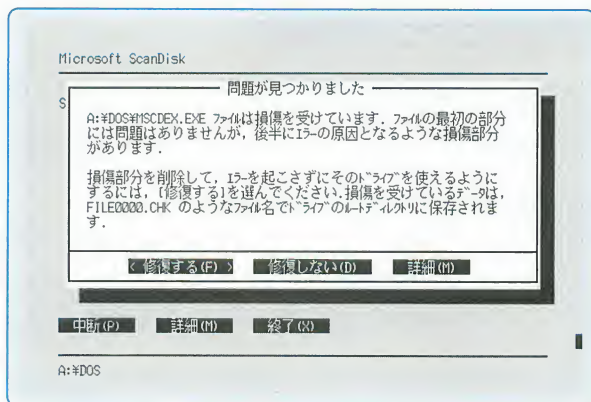 Microsoft ScanDisk
問題が見つかりました
S
A:¥DOS¥MSCDEX.EXE ﾌｧｲﾙは損傷を受けています．ﾌｧｲﾙの最初の部分
には問題はありませんが，後半にｴﾗｰの原因となるような損傷部分
があります．
損傷部分を削除して，ｴﾗｰを起こさずにそのﾄﾞﾗｲﾌﾞを使えるように
するには，[修復する]を選んでください．損傷を受けているﾃﾞｰﾀは，
FILE0000.CHK のようなﾌｧｲﾙ名でﾄﾞﾗｲﾌﾞのﾙｰﾄﾃﾞｨﾚｸﾄﾘに保存されま
す．
< 修復する(F) > 修復しない(D) 詳細(M)
中断(P) 詳細(M) 終了(X)
A:¥DOS